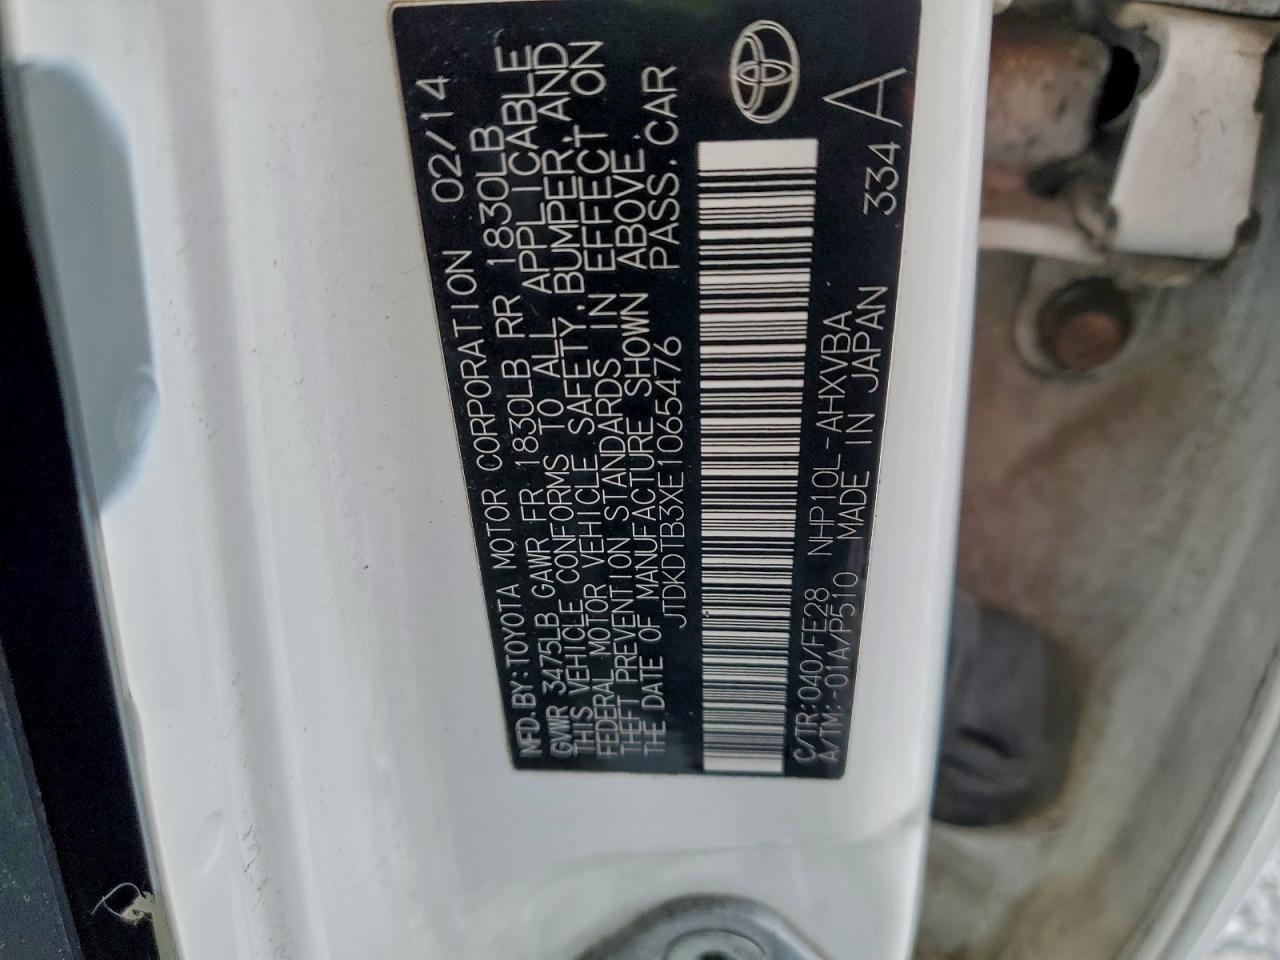 MFD.BY:TOYOTA MOTOR CORPORATION 02/14
GVWR 3475LB GAWR FR 1830LB RR 1830LB
THIS VEHICLE CONFORMS TO ALL APPLICABLE
FEDERAL MOTOR VEHICLE SAFETY,BUMPER,AND
THEFT PREVENTION STANDARDS IN EFFECT ON
THE DATE OF MANUFACTURE SHOWN ABOVE.
JTDKDTB3XE1065476 PASS.CAR
C/TR:040/FE28 NHP10L-AHXVBA 334 A
A/TM:-01A/P510 MADE IN JAPAN